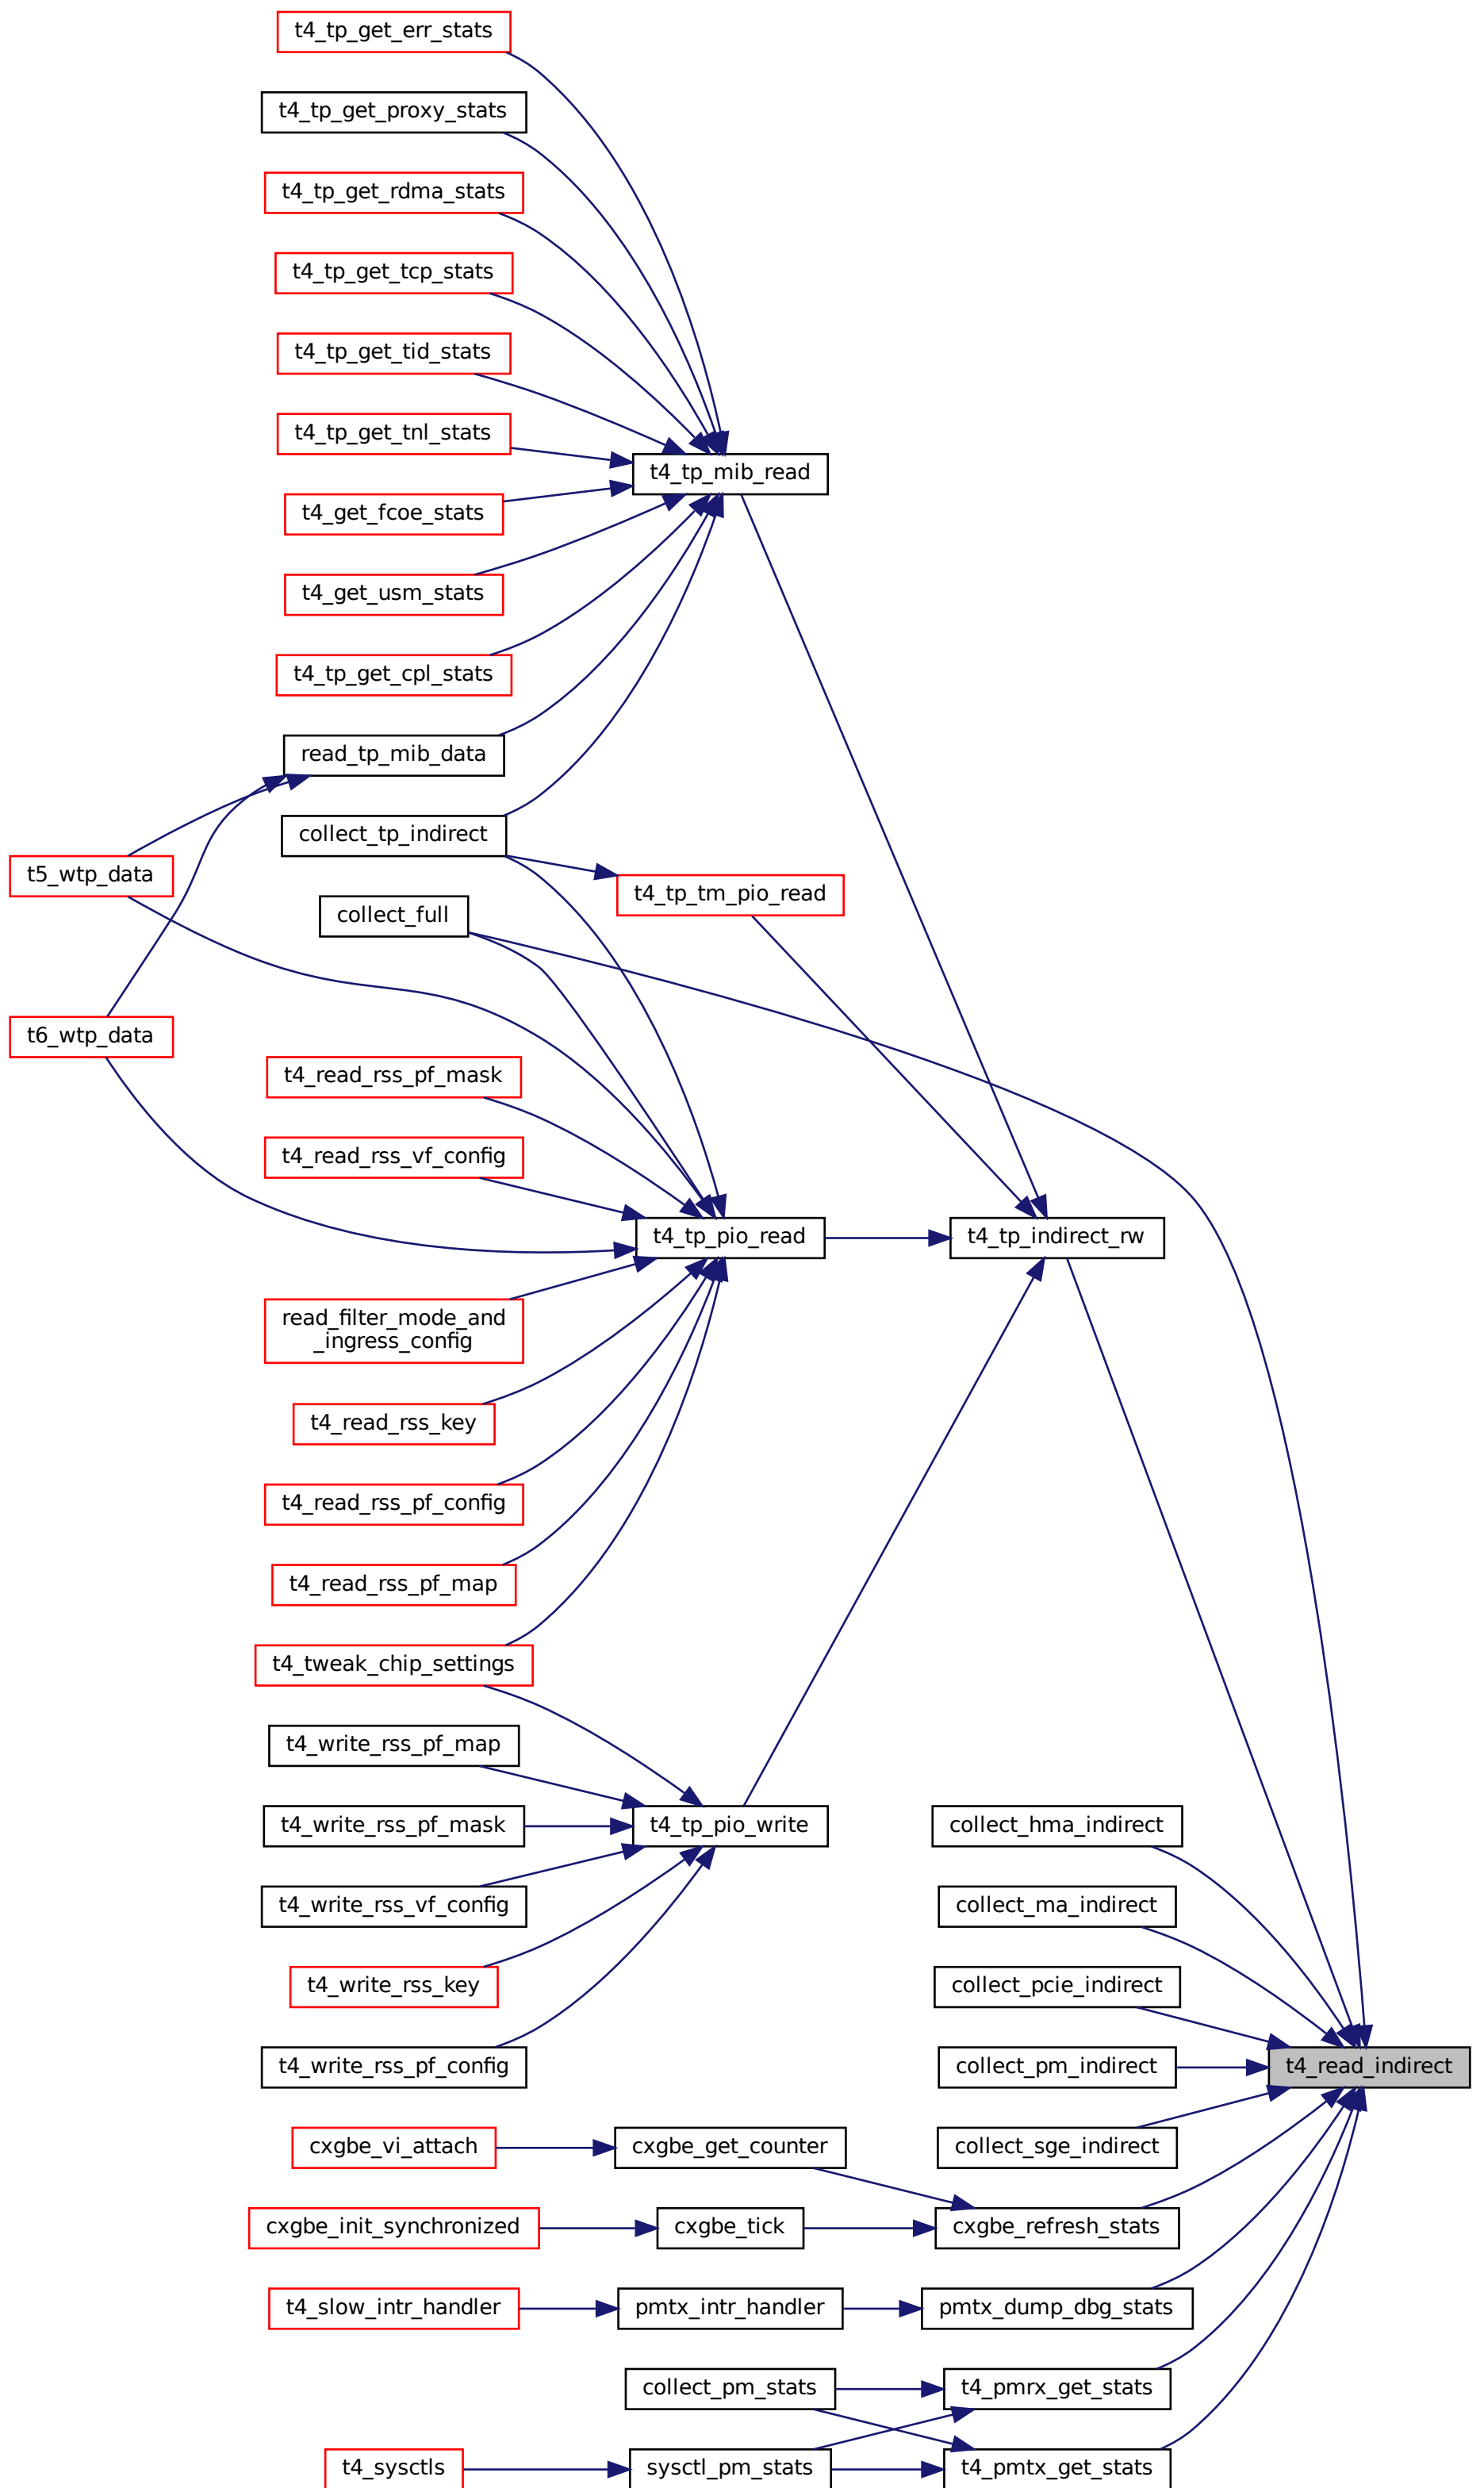 t4_tp_get_err_stats
t4_tp_get_proxy_stats
t4_tp_get_rdma_stats
t4_tp_get_tcp_stats
t4_tp_get_tid_stats
t4_tp_get_tnl_stats
t4_tp_mib_read
t4_get_fcoe_stats
t4_get_usm_stats
t4_tp_get_cpl_stats
read_tp_mib_data
collect_tp_indirect
t5_wtp_data
t4_tp_tm_pio_read
collect_full
t6_wtp_data
t4_read_rss_pf_mask
t4_read_rss_vf_config
t4_tp_pio_read
t4_tp_indirect_rw
read_filter_mode_and
_ingress_config
t4_read_rss_key
t4_read_rss_pf_config
t4_read_rss_pf_map
t4_tweak_chip_settings
t4_write_rss_pf_map
t4_write_rss_pf_mask
t4_tp_pio_write
collect_hma_indirect
t4_write_rss_vf_config
collect_ma_indirect
t4_write_rss_key
collect_pcie_indirect
t4_write_rss_pf_config
collect_pm_indirect
t4_read_indirect
cxgbe_vi_attach
cxgbe_get_counter
collect_sge_indirect
cxgbe_init_synchronized
cxgbe_tick
cxgbe_refresh_stats
t4_slow_intr_handler
pmtx_intr_handler
pmtx_dump_dbg_stats
collect_pm_stats
t4_pmrx_get_stats
t4_sysctls
sysctl_pm_stats
t4_pmtx_get_stats